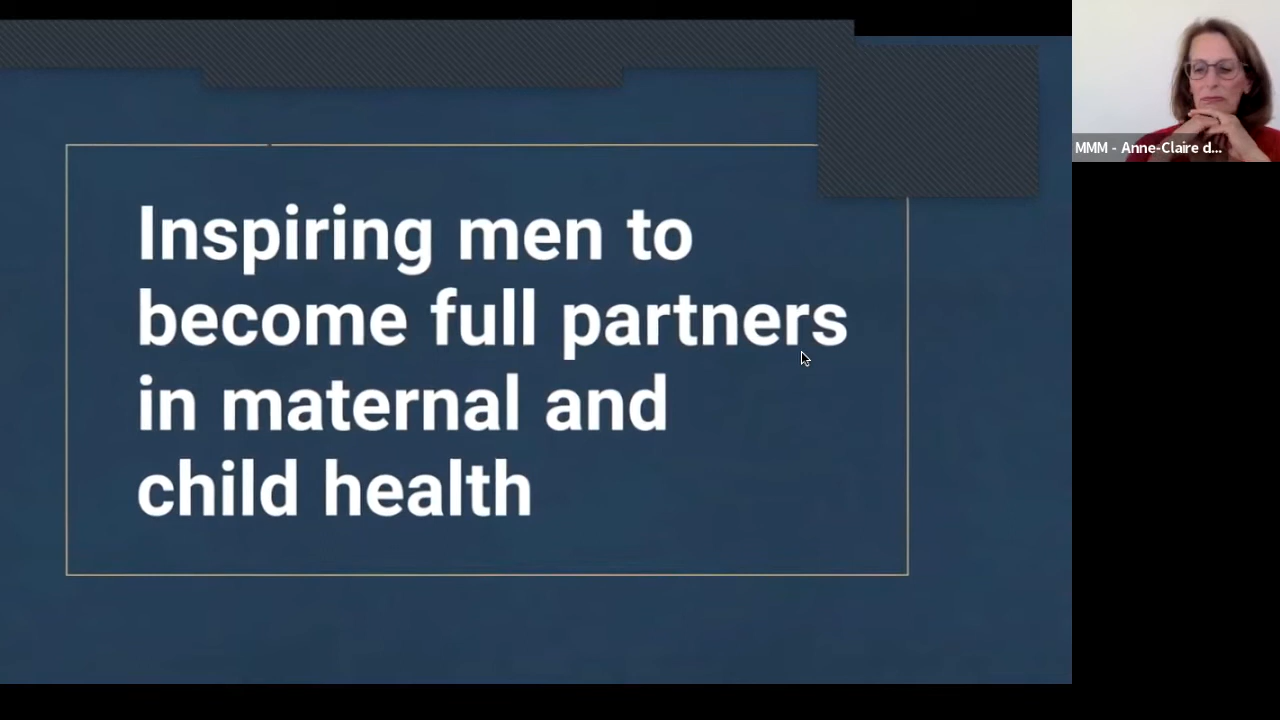 Inspiring men to
become full partners
in maternal and
child health
MMM - Anne-Claire d...